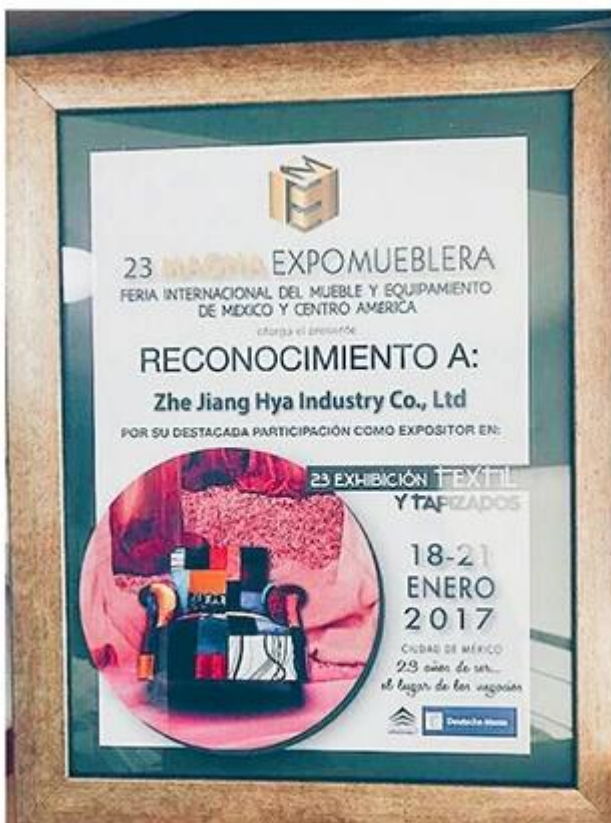 ME
23 MAGNA EXPOMUEBLERA
FERIA INTERNACIONAL DEL MUEBLE Y EQUIPAMIENTO
DE MEXICO Y CENTRO AMERICA
otorga el presente
RECONOCIMIENTO A:
Zhe Jiang Hya Industry Co., Ltd
POR SU DESTACADA PARTICIPACIÓN COMO EXPOSITOR EN:
23 EXHIBICIÓN TEXTIL
Y TAPIZADOS
18-21
ENERO
2017
CIUDAD DE MÉXICO
23 años de ser...
el lugar de los negocios
Deutsche Messe